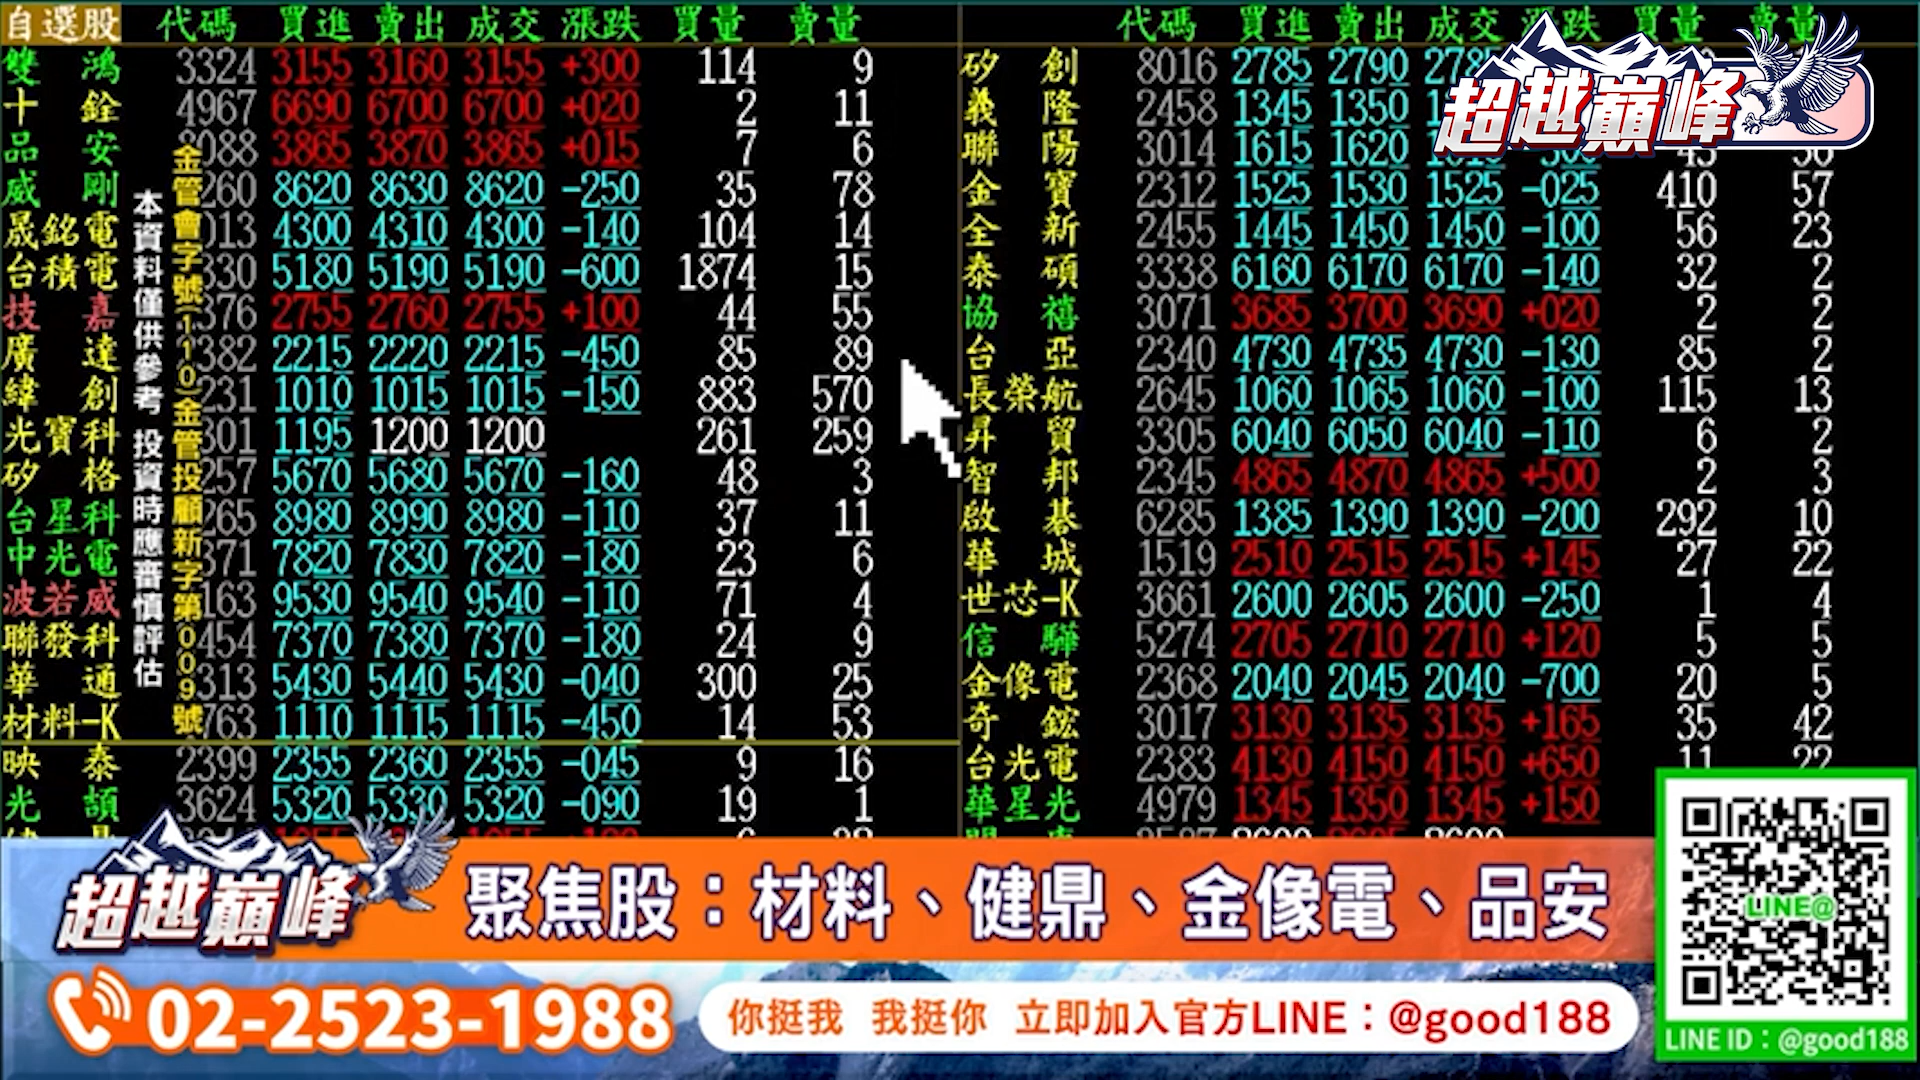 自選股 代碼 買進 賣出 成交 漲跌 買量 賣量
雙鴻 3324 3155 3160 3155 +300 114 9
十銓 4967 6690 6700 6700 +020 2 11
品安 088 3865 3870 3865 +015 7 6
威剛 260 8620 8630 8620 -250 35 78
晟銘電 013 4300 4310 4300 -140 104 14
台積電 330 5180 5190 5190 -600 1874 15
技嘉 376 2755 2760 2755 +100 44 55
廣達 382 2215 2220 2215 -450 85 89
緯創 231 1010 1015 1015 -150 883 570
光寶科 301 1195 1200 1200 261 259
矽格 257 5670 5680 5670 -160 48 3
台星科 265 8980 8990 8980 -110 37 11
中光電 371 7820 7830 7820 -180 23 6
波若威 163 9530 9540 9540 -110 71 4
聯發科 454 7370 7380 7370 -180 24 9
華通 313 5430 5440 5430 -040 300 25
材料-K 763 1110 1115 1115 -450 14 53
映泰 2399 2355 2360 2355 -045 9 16
光頡 3624 5320 5330 5320 -090 19 1
本資料僅供參考 投資時應審慎評估
金管會字號(110)金管投顧新字第009號
代碼 買進 賣出 成交 漲跌 買量 賣量
矽創 8016 2785 2790
義隆 2458 1345 1350
聯陽 3014 1615 1620
金寶 2312 1525 1530 1525 -025 410 57
全新 2455 1445 1450 1450 -100 56 23
泰碩 3338 6160 6170 6170 -140 32 2
協禧 3071 3685 3700 3690 +020 2 2
台亞 2340 4730 4735 4730 -130 85 2
長榮航 2645 1060 1065 1060 -100 115 13
昇貿 3305 6040 6050 6040 -110 6 2
智邦 2345 4865 4870 4865 +500 2 3
啟碁 6285 1385 1390 1390 -200 292 10
華城 1519 2510 2515 2515 +145 27 22
世芯-K 3661 2600 2605 2600 -250 1 4
信驊 5274 2705 2710 2710 +120 5 5
金像電 2368 2040 2045 2040 -700 20 5
奇鋐 3017 3130 3135 3135 +165 35 42
台光電 2383 4130 4150 4150 +650 11 22
華星光 4979 1345 1350 1345 +150
超越巔峰
超越巔峰
聚焦股：材料、健鼎、金像電、品安
02-2523-1988
你挺我 我挺你 立即加入官方LINE：@good188
LINE@
LINE ID：@good188